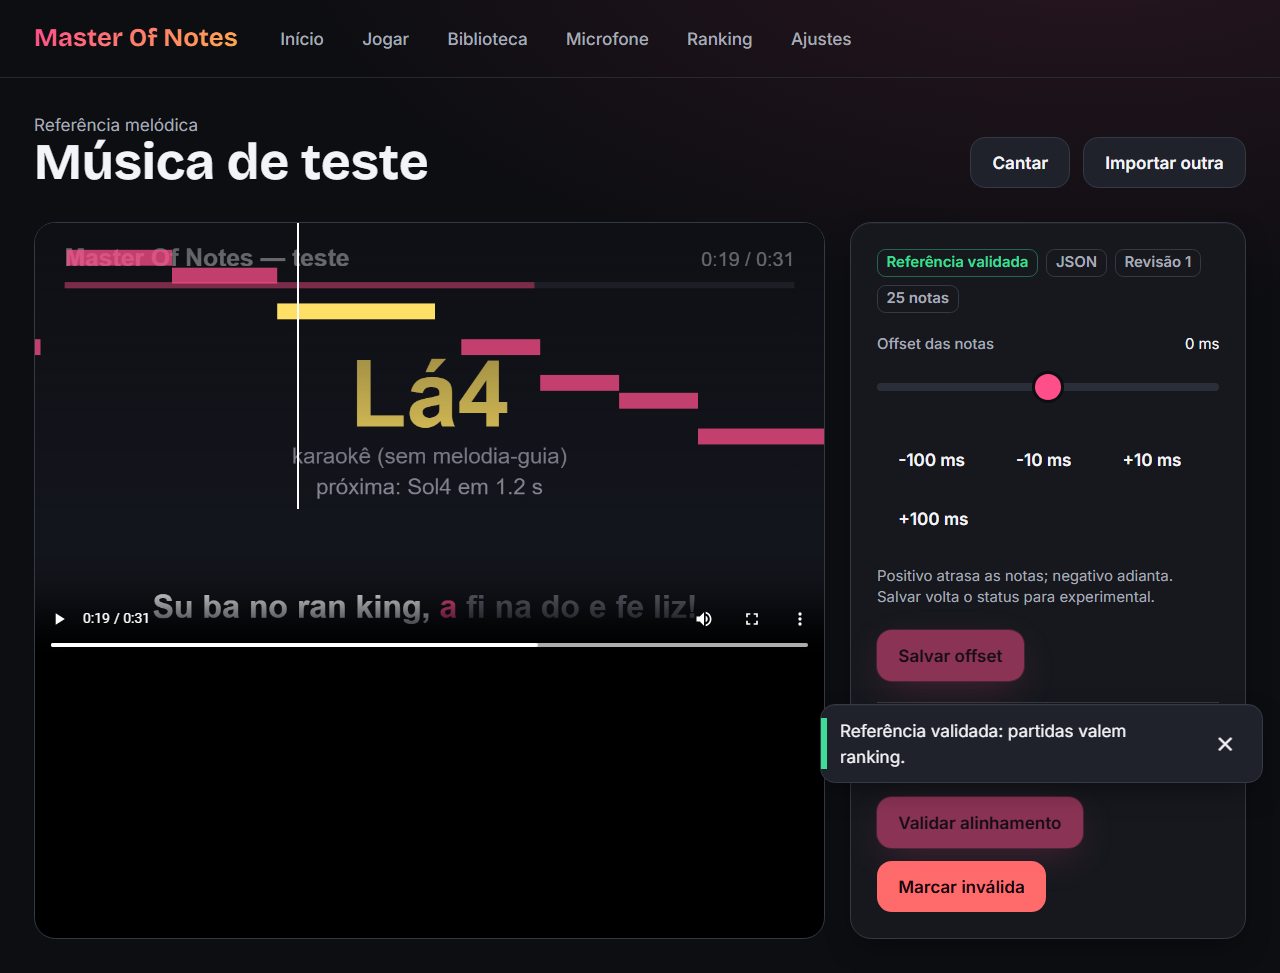 Master Of Notes
Início
Jogar
Biblioteca
Microfone
Ranking
Ajustes
Referência melódica
Música de teste
Cantar
Importar outra
Master Of Notes — teste
0:19 / 0:31
Lá4
karaokê (sem melodia-guia)
próxima: Sol4 em 1.2 s
Su ba no ran king, a fi na do e fe liz!
0:19 / 0:31
Referência validada
JSON
Revisão 1
25 notas
Offset das notas
0 ms
-100 ms
-10 ms
+10 ms
+100 ms
Positivo atrasa as notas; negativo adianta.
Salvar volta o status para experimental.
Salvar offset
Referência validada: partidas valem
ranking.
Validar alinhamento
Marcar inválida